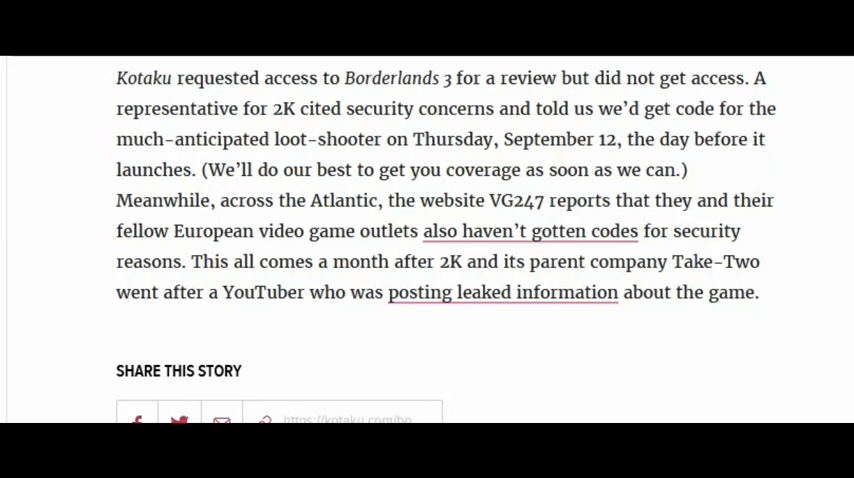 Kotaku requested access to Borderlands 3 for a review but did not get access. A
representative for 2K cited security concerns and told us we’d get code for the
much-anticipated loot-shooter on Thursday, September 12, the day before it
launches. (We’ll do our best to get you coverage as soon as we can.)
Meanwhile, across the Atlantic, the website VG247 reports that they and their
fellow European video game outlets also haven’t gotten codes for security
reasons. This all comes a month after 2K and its parent company Take-Two
went after a YouTuber who was posting leaked information about the game.
SHARE THIS STORY
https://kotaku.com/bo